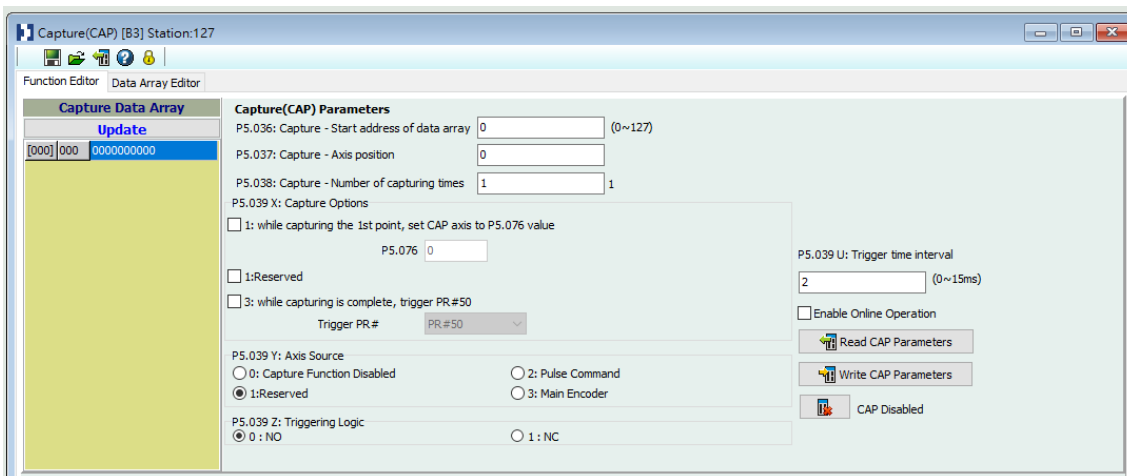 Capture(CAP) [B3] Station:127
Function Editor Data Array Editor
Capture Data Array
Update
[000] 000 0000000000
Capture(CAP) Parameters
P5.036: Capture - Start address of data array 0 (0~127)
P5.037: Capture - Axis position 0
P5.038: Capture - Number of capturing times 1 1
P5.039 X: Capture Options
1: while capturing the 1st point, set CAP axis to P5.076 value
P5.076 0
1:Reserved
3: while capturing is complete, trigger PR#50
Trigger PR# PR#50
P5.039 Y: Axis Source
0: Capture Function Disabled 2: Pulse Command
1:Reserved 3: Main Encoder
P5.039 Z: Triggering Logic
0 : NO 1 : NC
P5.039 U: Trigger time interval
2 (0~15ms)
Enable Online Operation
Read CAP Parameters
Write CAP Parameters
CAP Disabled